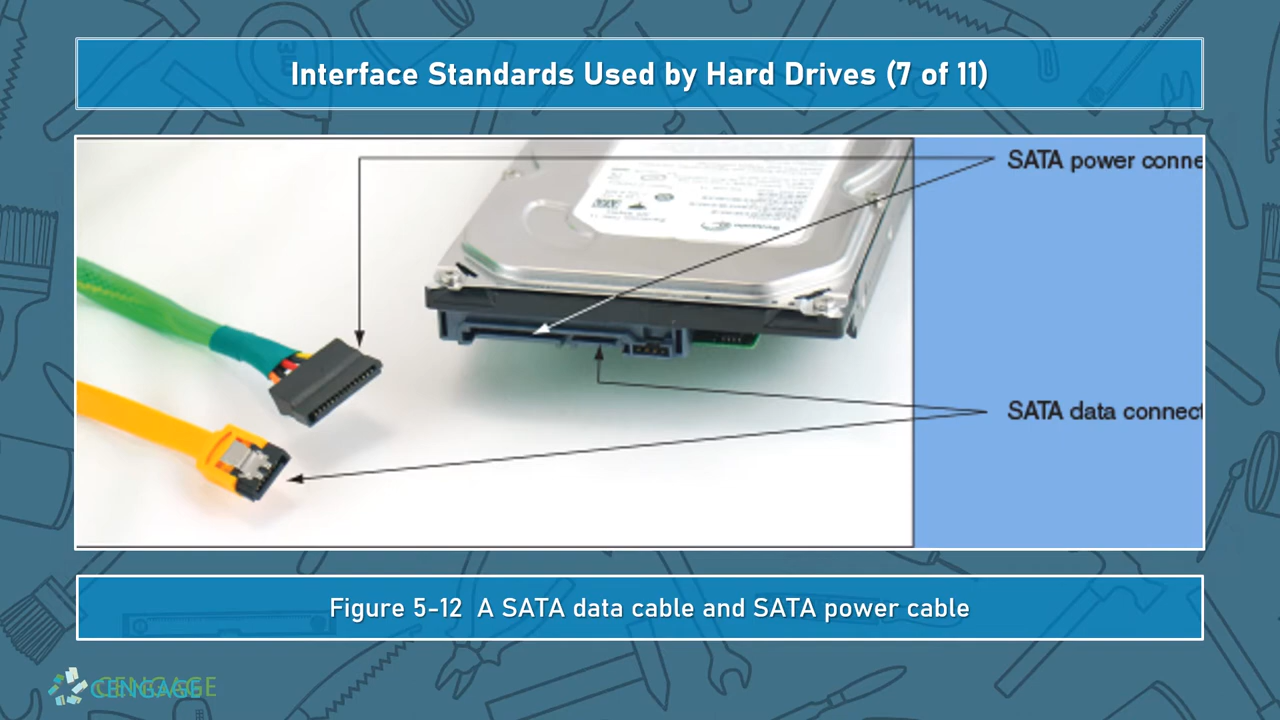 Interface Standards Used by Hard Drives (7 of 11)
SATA power conne
SATA data connect
Figure 5-12 A SATA data cable and SATA power cable
CENGAGE